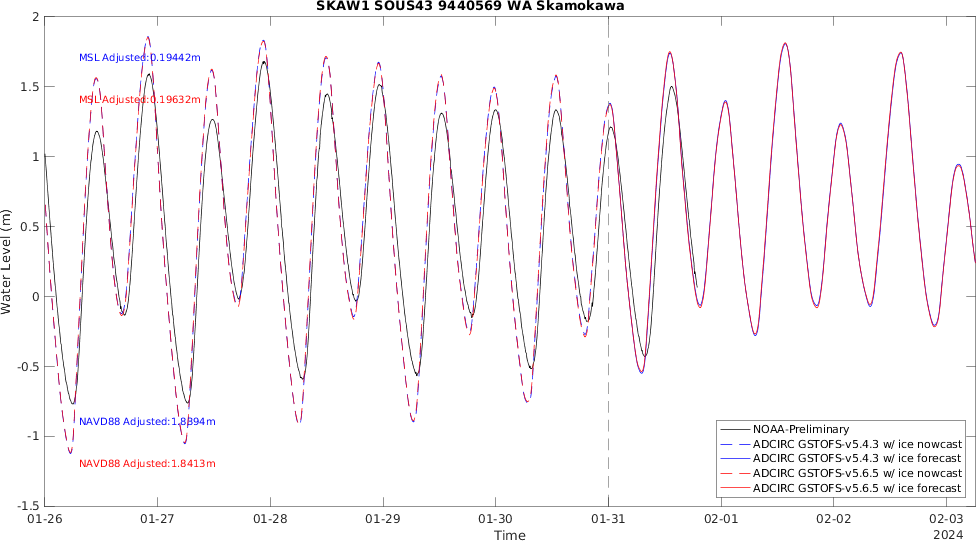 SKAW1 SOUS43 9440569 WA Skamokawa
2
1.5
1
0.5
0
-0.5
-1
-1.5
Water Level (m)
MSL Adjusted:0.19442m
MSL Adjusted:0.19632m
NAVD88 Adjusted:1.8394m
NAVD88 Adjusted:1.8413m
NOAA-Preliminary
ADCIRC GSTOFS-v5.4.3 w/ ice nowcast
ADCIRC GSTOFS-v5.4.3 w/ ice forecast
ADCIRC GSTOFS-v5.6.5 w/ ice nowcast
ADCIRC GSTOFS-v5.6.5 w/ ice forecast
01-26 01-27 01-28 01-29 01-30 01-31 02-01 02-02 02-03
Time
2024